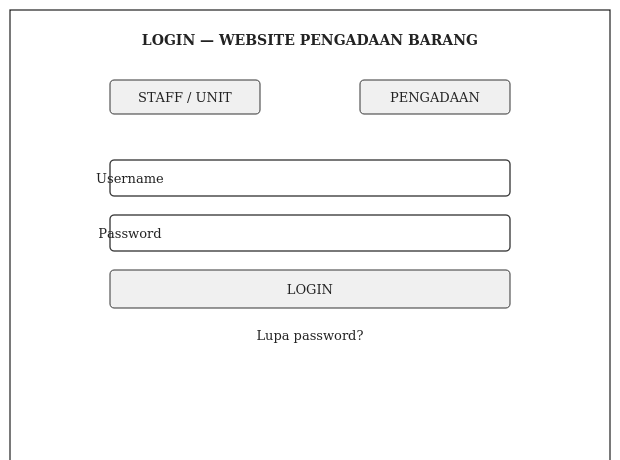 LOGIN — WEBSITE PENGADAAN BARANG
STAFF / UNIT
PENGADAAN
Username
Password
LOGIN
Lupa password?